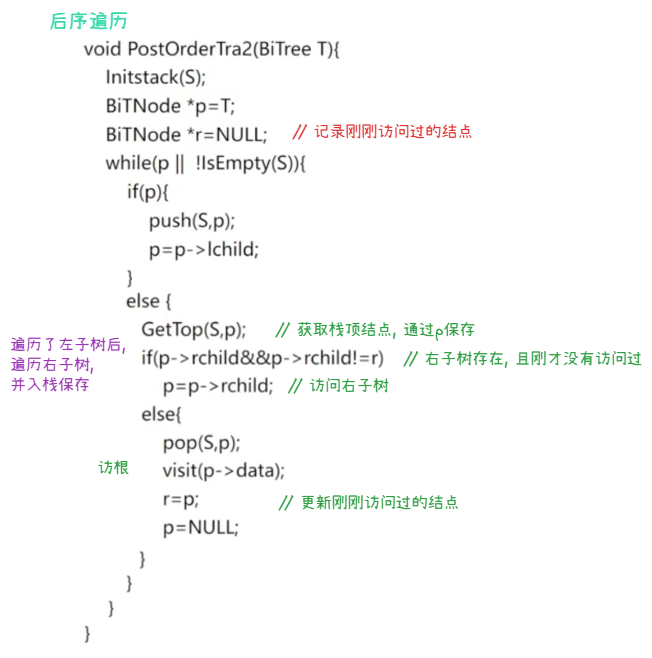 后序遍历
void PostOrderTra2(BiTree T){
Initstack(S);
BiTNode *p=T;
BiTNode *r=NULL; // 记录刚刚访问过的结点
while(p || !IsEmpty(S)){
if(p){
push(S,p);
p=p->lchild;
}
else {
GetTop(S,p); // 获取栈顶结点, 通过p保存
遍历了左子树后,
遍历右子树,
并入栈保存
if(p->rchild&&p->rchild!=r) // 右子树存在, 且刚才没有访问过
p=p->rchild; // 访问右子树
else{
pop(S,p);
访根 visit(p->data);
r=p; // 更新刚刚访问过的结点
p=NULL;
}
}
}
}